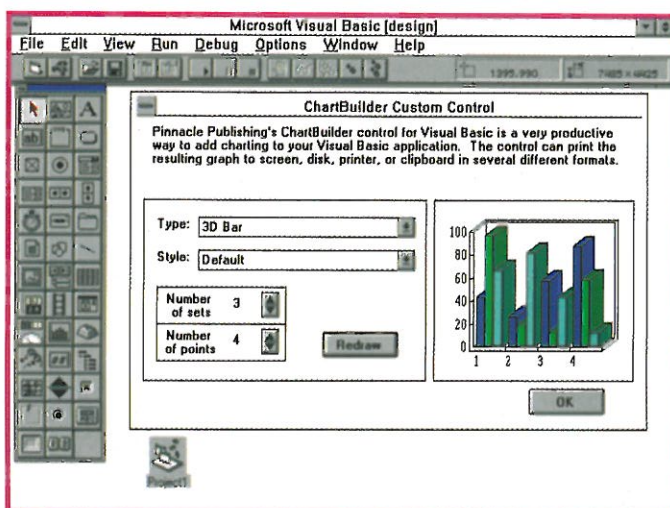 Microsoft Visual Basic [design]
File Edit View Run Debug Options Window Help
1395,990 7485 × 4425
A
ab
ChartBuilder Custom Control
Pinnacle Publishing's ChartBuilder control for Visual Basic is a very productive
way to add charting to your Visual Basic application. The control can print the
resulting graph to screen, disk, printer, or clipboard in several different formats.
Type: 3D Bar
Style: Default
Number
of sets 3
Number
of points 4
Redraw
100
80
60
40
20
0
1 2 3 4
OK
Project1